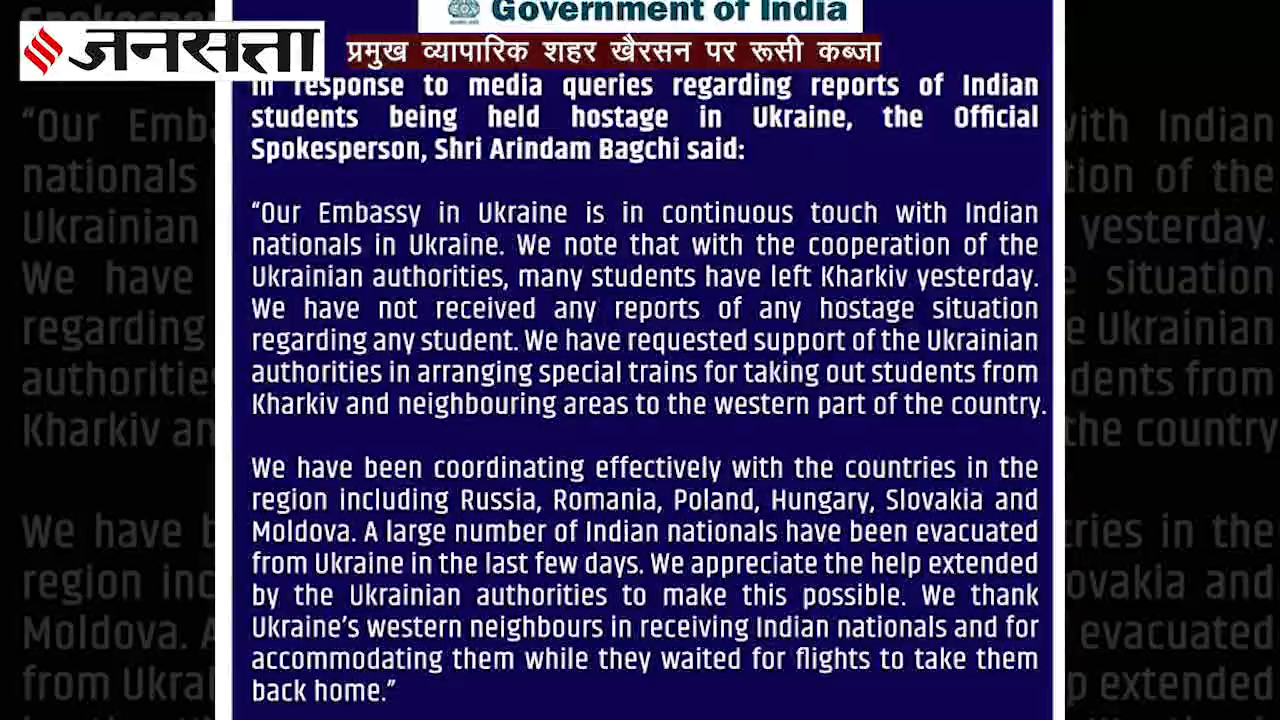 Government of India
जनसत्ता
प्रमुख व्यापारिक शहर खैरसन पर रूसी कब्जा
In response to media queries regarding reports of Indian
students being held hostage in Ukraine, the Official
Spokesperson, Shri Arindam Bagchi said:
“Our Embassy in Ukraine is in continuous touch with Indian
nationals in Ukraine. We note that with the cooperation of the
Ukrainian authorities, many students have left Kharkiv yesterday.
We have not received any reports of any hostage situation
regarding any student. We have requested support of the Ukrainian
authorities in arranging special trains for taking out students from
Kharkiv and neighbouring areas to the western part of the country.
We have been coordinating effectively with the countries in the
region including Russia, Romania, Poland, Hungary, Slovakia and
Moldova. A large number of Indian nationals have been evacuated
from Ukraine in the last few days. We appreciate the help extended
by the Ukrainian authorities to make this possible. We thank
Ukraine’s western neighbours in receiving Indian nationals and for
accommodating them while they waited for flights to take them
back home.”